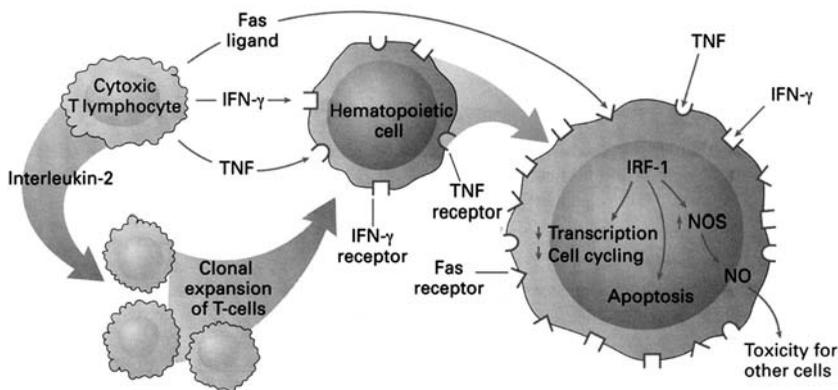 Fas
ligand
Cytoxic
T lymphocyte
IFN-γ
TNF
Hematopoietic
cell
Interleukin-2
TNF
receptor
IFN-γ
receptor
Clonal
expansion
of T-cells
TNF
IFN-γ
IRF-1
↓ Transcription
↓ Cell cycling
↑ NOS
NO
Apoptosis
Fas
receptor
Toxicity for
other cells